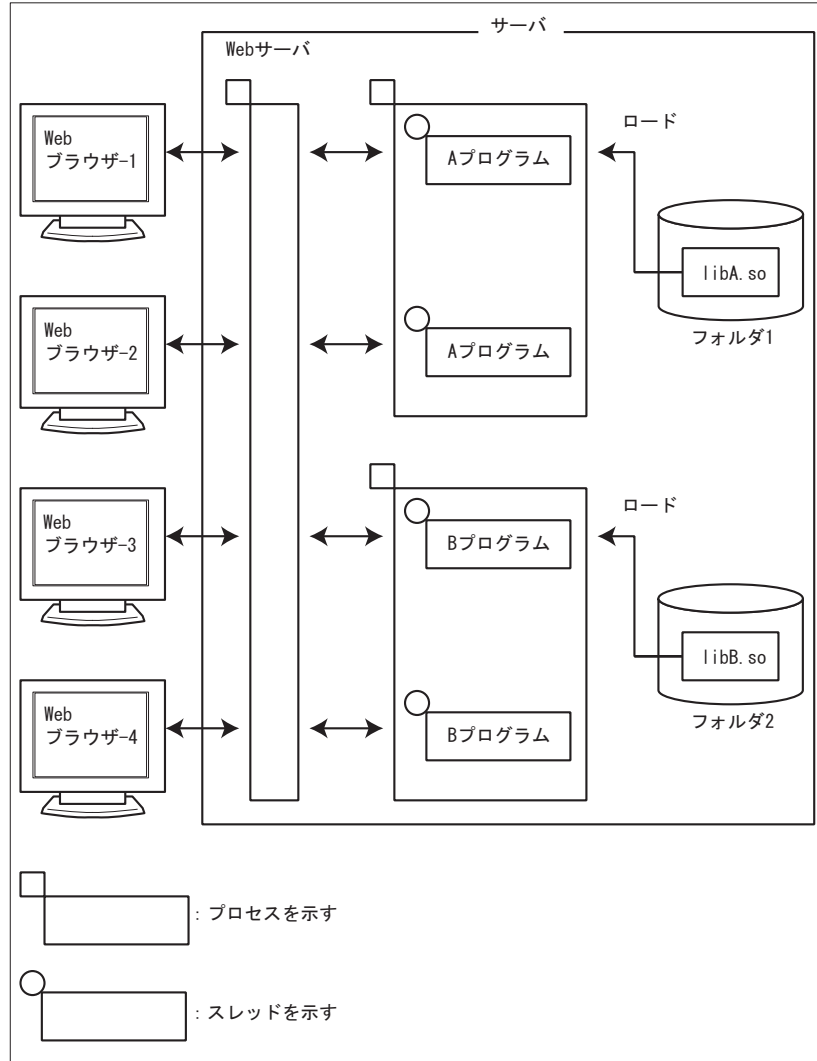 サーバ
Webサーバ
Web
ブラウザ-1
Aプログラム
ロード
libA.so
フォルダ1
Web
ブラウザ-2
Aプログラム
Web
ブラウザ-3
Bプログラム
ロード
libB.so
フォルダ2
Web
ブラウザ-4
Bプログラム
: プロセスを示す
: スレッドを示す